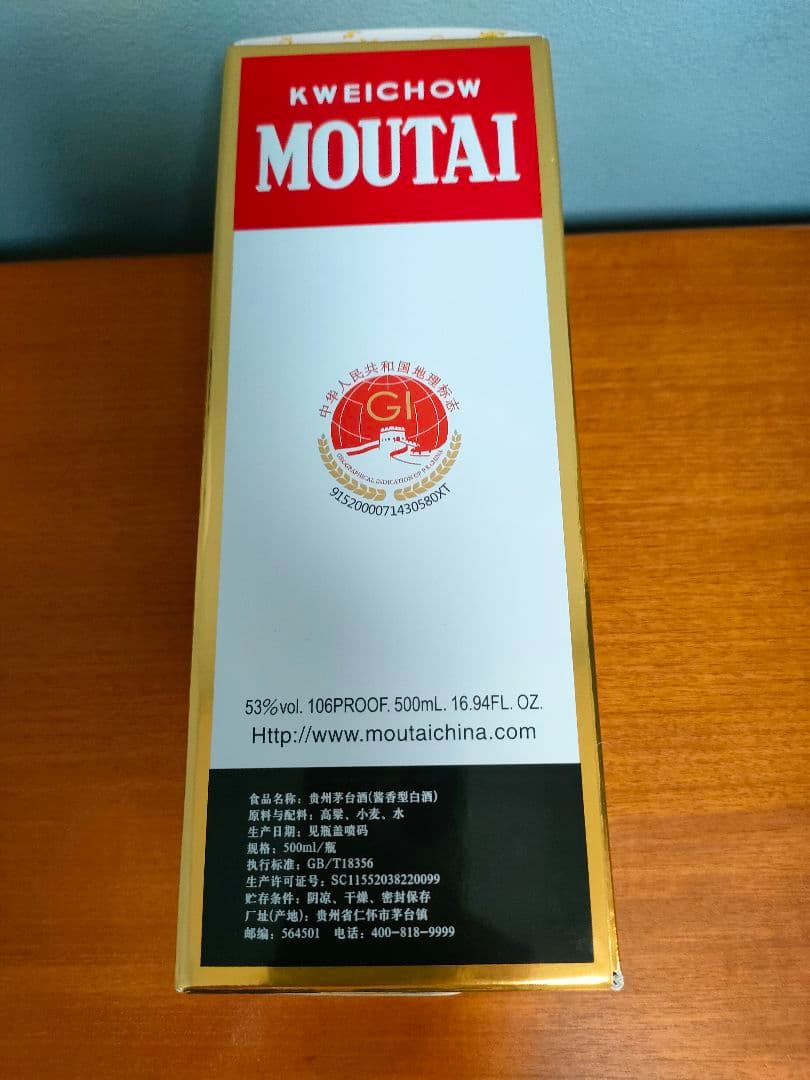 KWEICHOW
MOUTAI
中华人民共和国地理标志
GI
GEOGRAPHICAL INDICATION OF P.R.CHINA
9152000071430580XT
53%vol. 106PROOF. 500mL. 16.94FL. OZ.
Http://www.moutaichina.com
食品名称：贵州茅台酒(酱香型白酒)
原料与配料：高粱、小麦、水
生产日期：见瓶盖喷码
规格：500ml/瓶
执行标准：GB/T18356
生产许可证号：SC11552038220099
贮存条件：阴凉、干燥、密封保存
厂址(产地)：贵州省仁怀市茅台镇
邮编：564501 电话：400-818-9999